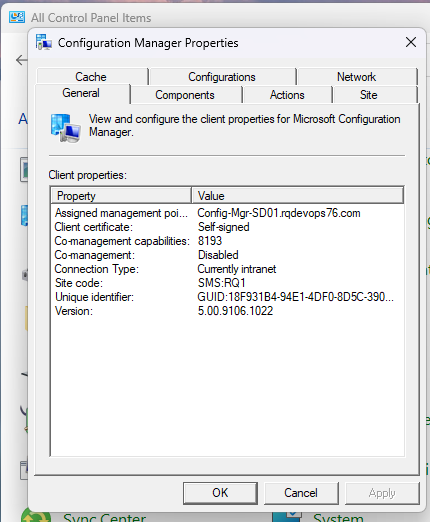 All Control Panel Items
Configuration Manager Properties
Cache
Configurations
Network
General
Components
Actions
Site
View and configure the client properties for Microsoft Configuration
Manager.
Client properties:
Property Value
Assigned management poi... Config-Mgr-SD01.rqdevops76.com
Client certificate: Self-signed
Co-management capabilities: 8193
Co-management: Disabled
Connection Type: Currently intranet
Site code: SMS:RQ1
Unique identifier: GUID:18F931B4-94E1-4DF0-8D5C-390...
Version: 5.00.9106.1022
OK
Cancel
Apply
Sync Center
System